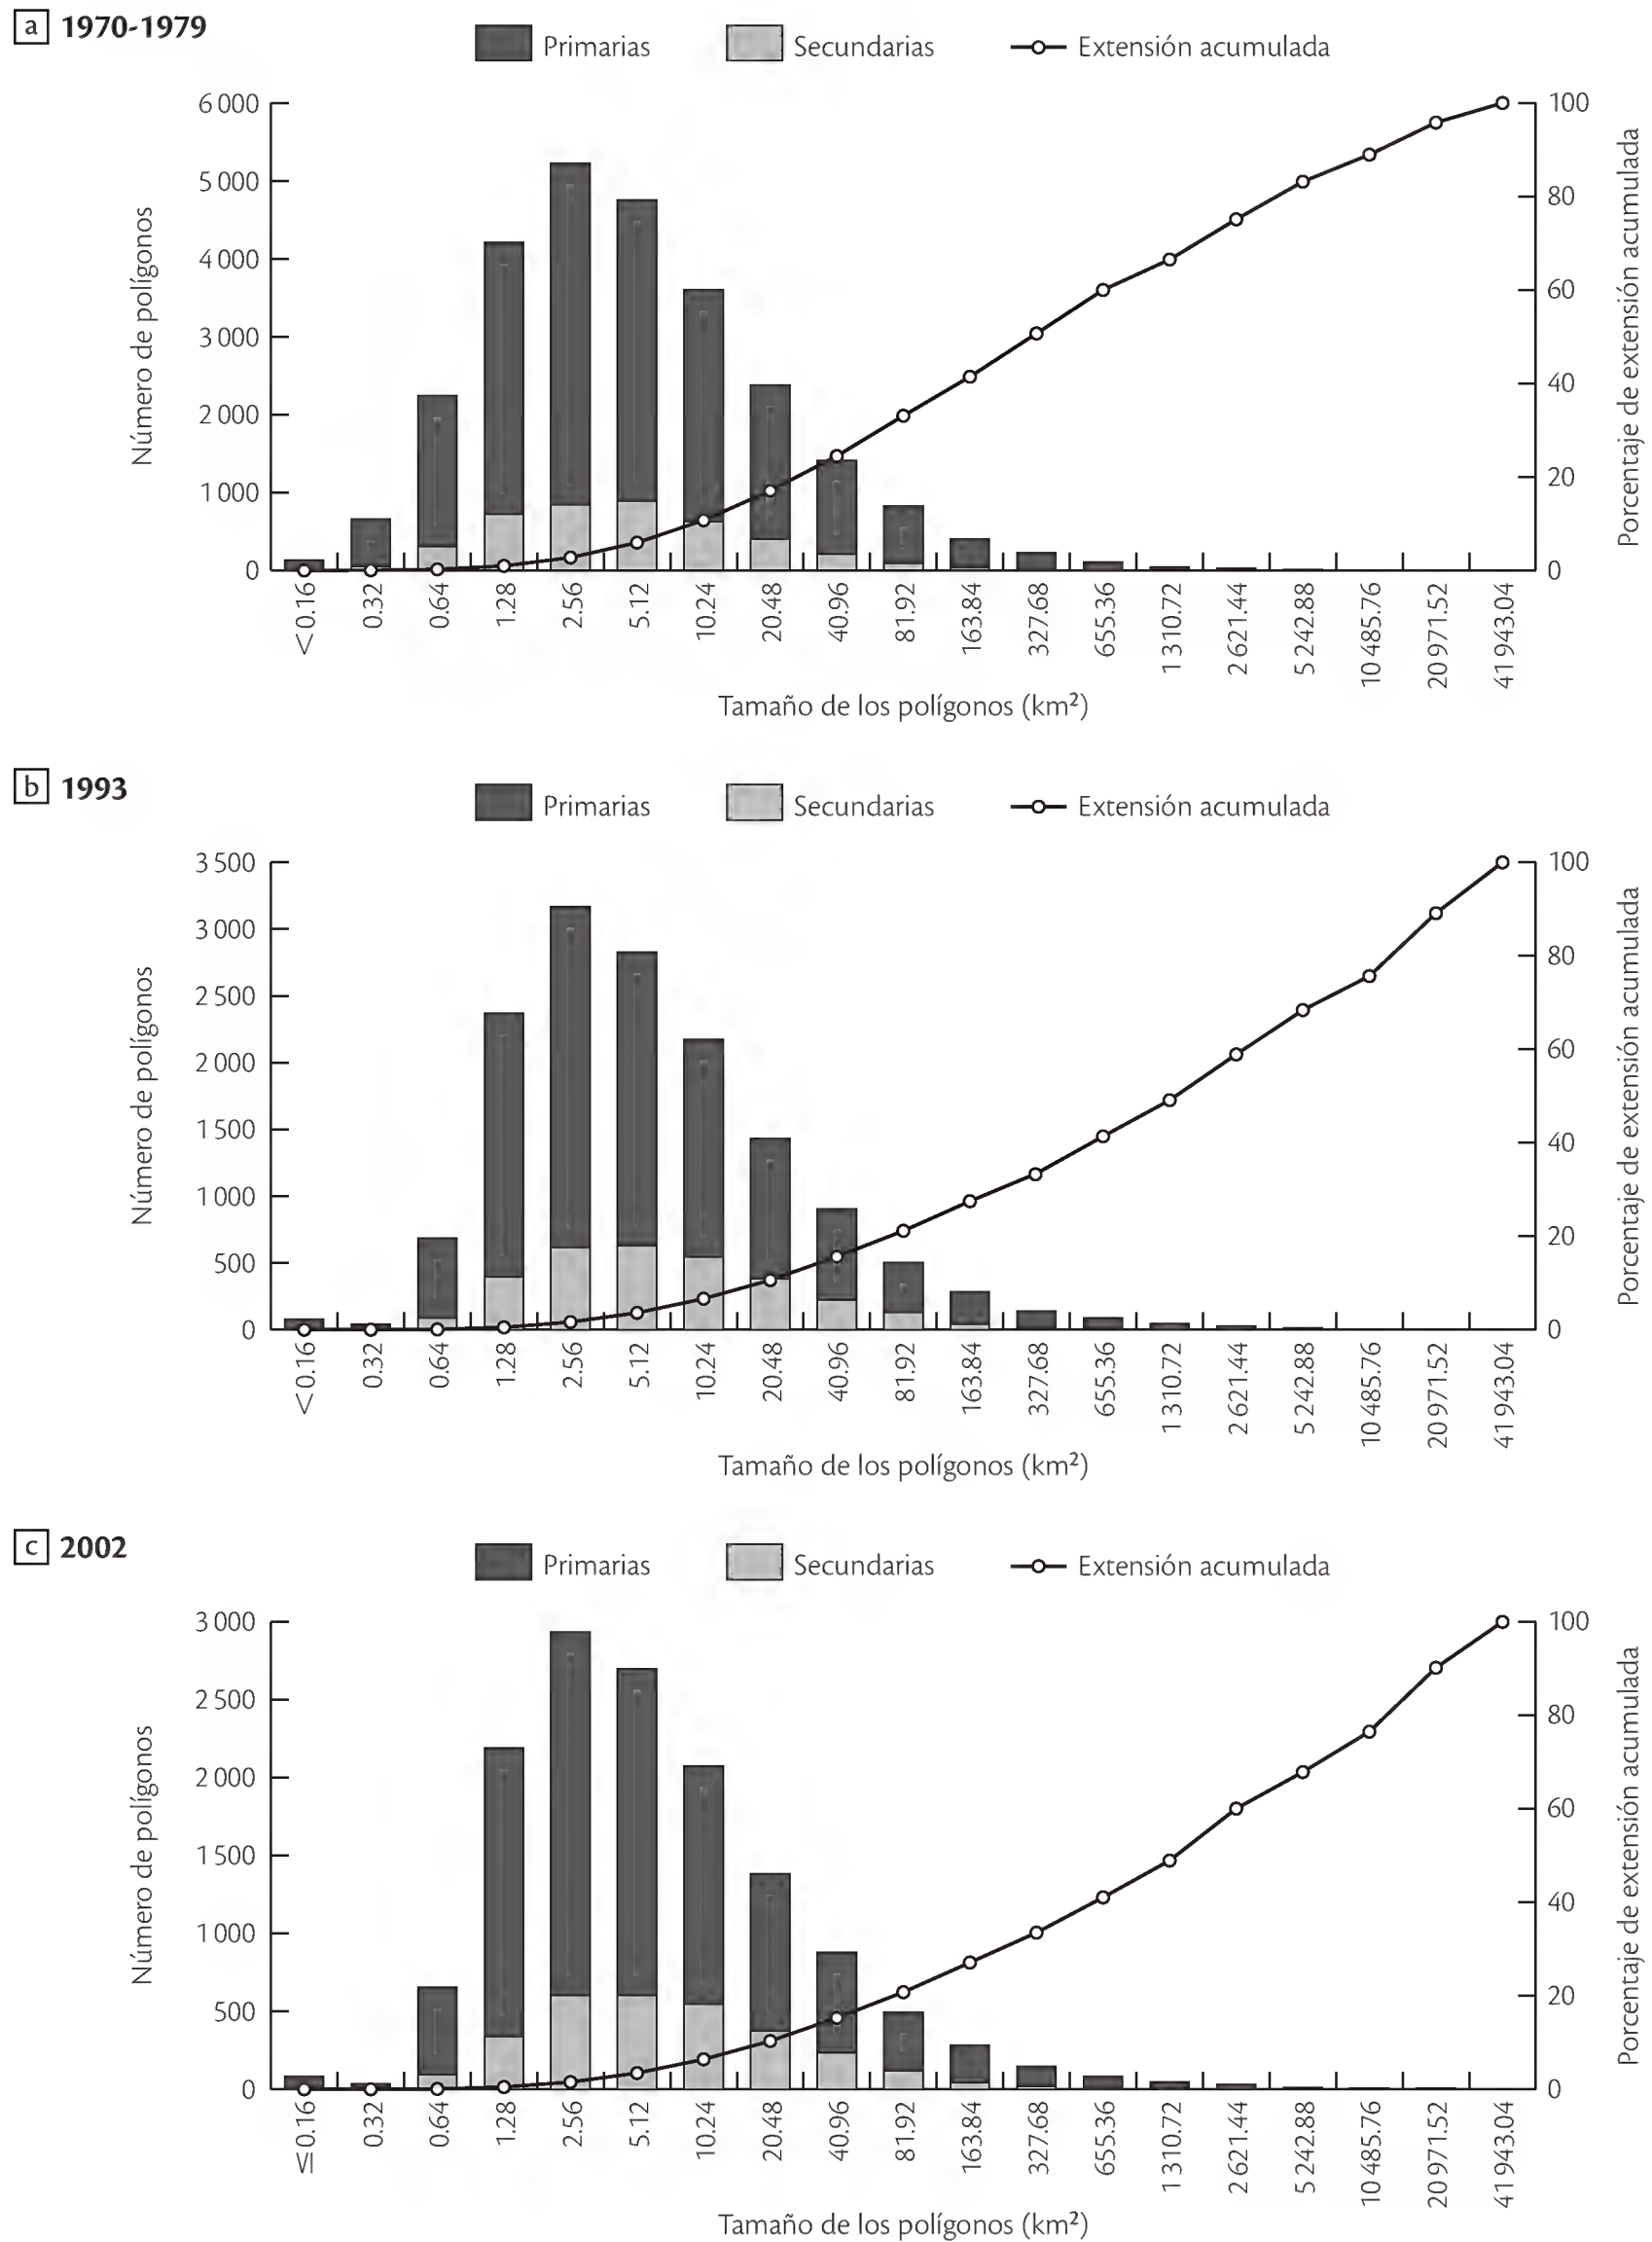 a 1970-1979
Primarias Secundarias Extensión acumulada
Número de polígonos
6 000
5 000
4 000
3 000
2 000
1 000
0
100
80
60
40
20
0
Porcentaje de extensión acumulada
< 0.16 0.32 0.64 1.28 2.56 5.12 10.24 20.48 40.96 81.92 163.84 327.68 655.36 1 310.72 2 621.44 5 242.88 10 485.76 20 971.52 41 943.04
Tamaño de los polígonos (km²)
b 1993
Primarias Secundarias Extensión acumulada
Número de polígonos
3 500
3 000
2 500
2 000
1 500
1 000
500
0
100
80
60
40
20
0
Porcentaje de extensión acumulada
< 0.16 0.32 0.64 1.28 2.56 5.12 10.24 20.48 40.96 81.92 163.84 327.68 655.36 1 310.72 2 621.44 5 242.88 10 485.76 20 971.52 41 943.04
Tamaño de los polígonos (km²)
c 2002
Primarias Secundarias Extensión acumulada
Número de polígonos
3 000
2 500
2 000
1 500
1 000
500
0
100
80
60
40
20
0
Porcentaje de extensión acumulada
≤ 0.16 0.32 0.64 1.28 2.56 5.12 10.24 20.48 40.96 81.92 163.84 327.68 655.36 1 310.72 2 621.44 5 242.88 10 485.76 20 971.52 41 943.04
Tamaño de los polígonos (km²)